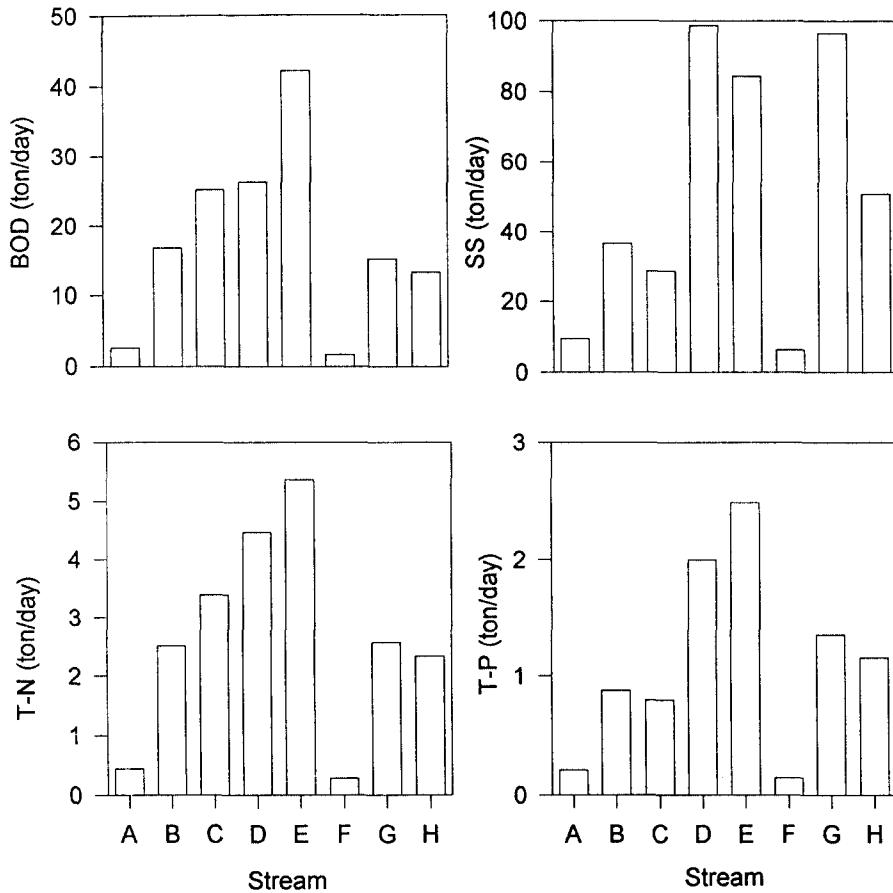 BOD (ton/day)
50
40
30
20
10
0
SS (ton/day)
100
80
60
40
20
0
T-N (ton/day)
6
5
4
3
2
1
0
A B C D E F G H
Stream
T-P (ton/day)
3
2
1
0
A B C D E F G H
Stream